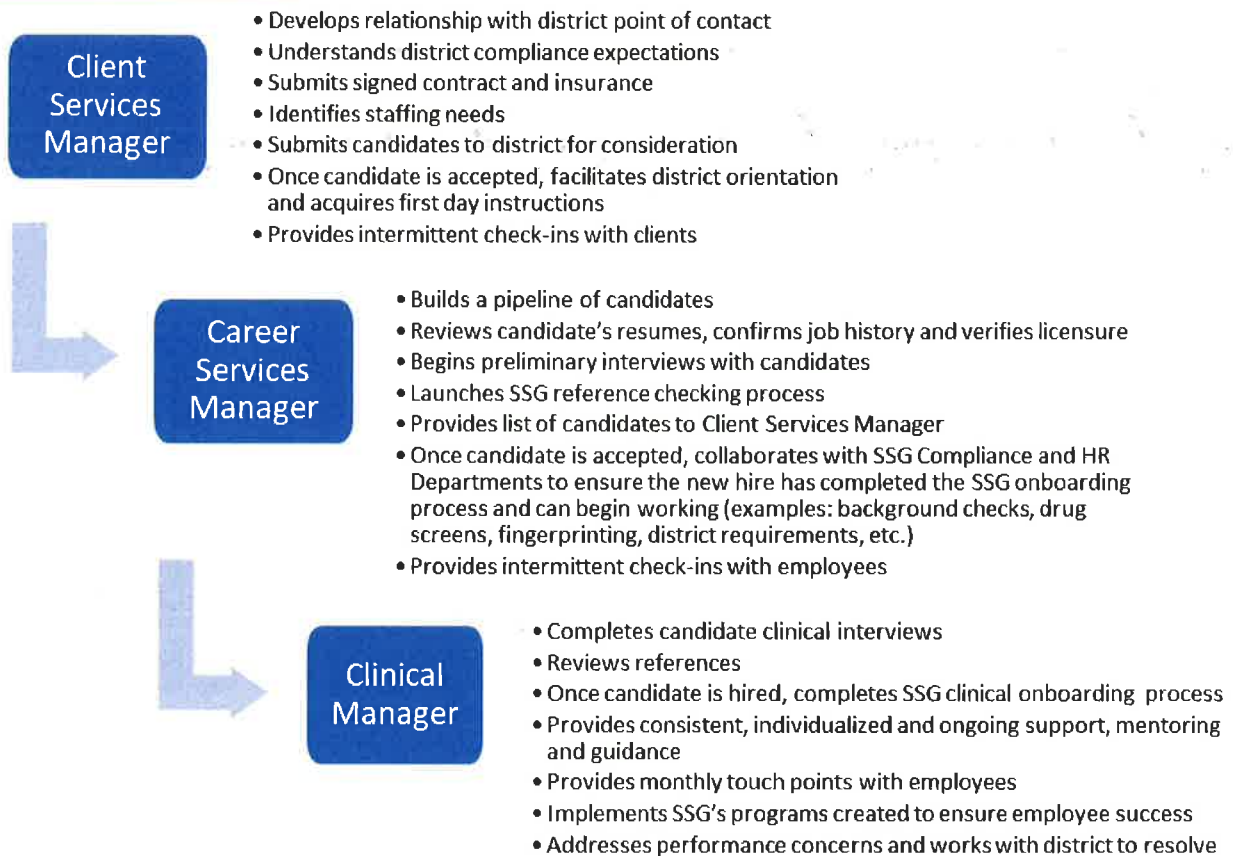 Client
Services
Manager
• Develops relationship with district point of contact
• Understands district compliance expectations
• Submits signed contract and insurance
• Identifies staffing needs
• Submits candidates to district for consideration
• Once candidate is accepted, facilitates district orientation
and acquires first day instructions
• Provides intermittent check-ins with clients
Career
Services
Manager
• Builds a pipeline of candidates
• Reviews candidate's resumes, confirms job history and verifies licensure
• Begins preliminary interviews with candidates
• Launches SSG reference checking process
• Provides list of candidates to Client Services Manager
• Once candidate is accepted, collaborates with SSG Compliance and HR
Departments to ensure the new hire has completed the SSG onboarding
process and can begin working (examples: background checks, drug
screens, fingerprinting, district requirements, etc.)
• Provides intermittent check-ins with employees
Clinical
Manager
• Completes candidate clinical interviews
• Reviews references
• Once candidate is hired, completes SSG clinical onboarding process
• Provides consistent, individualized and ongoing support, mentoring
and guidance
• Provides monthly touch points with employees
• Implements SSG's programs created to ensure employee success
• Addresses performance concerns and works with district to resolve